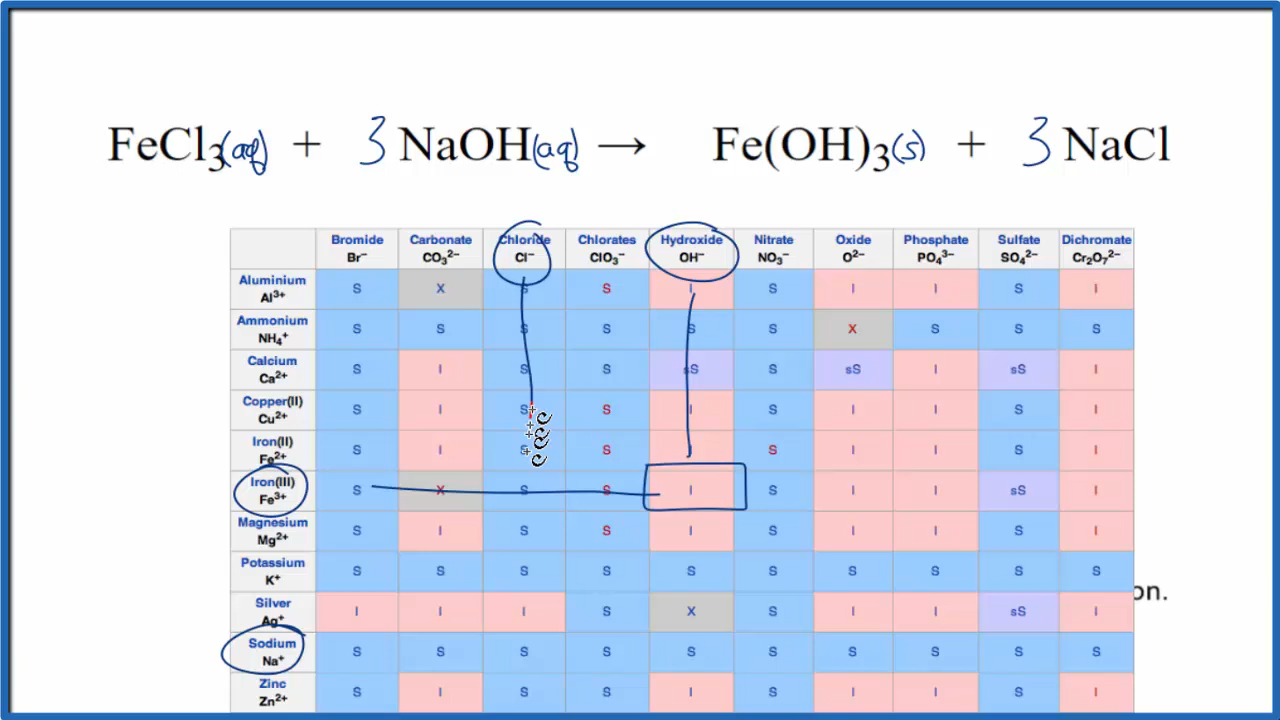 FeCl₃(aq) + 3 NaOH(aq) → Fe(OH)₃(s) + 3 NaCl
Bromide Carbonate Chloride Chlorates Hydroxide Nitrate Oxide Phosphate Sulfate Dichromate
Br⁻ CO₃²⁻ Cl⁻ ClO₃⁻ OH⁻ NO₃⁻ O²⁻ PO₄³⁻ SO₄²⁻ Cr₂O₇²⁻
Aluminium
Al³⁺ S X S S I S I I S I
Ammonium
NH₄⁺ S S S S S S X S S S
Calcium
Ca²⁺ S I S S sS S sS I sS I
Copper(II)
Cu²⁺ S I S S I S I I S I
Iron(II)
Fe²⁺ S I S S I S I I S I
Iron(III)
Fe³⁺ S X S S I S I I sS I
Magnesium
Mg²⁺ S I S S I S I I S I
Potassium
K⁺ S S S S S S S S S S
on.
Silver
Ag⁺ I I I S X S I I sS I
Sodium
Na⁺ S S S S S S S S S S
Zinc
Zn²⁺ S I S S I S I I S I